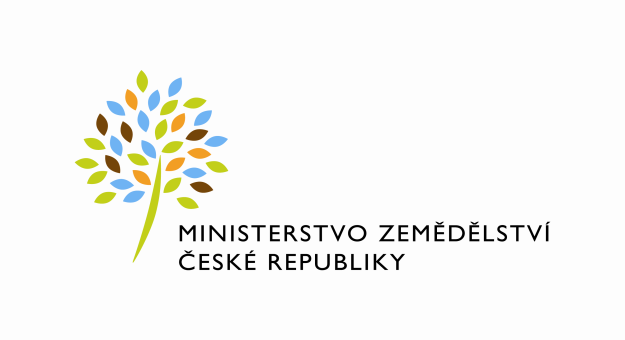 MINISTERSTVO ZEMĚDĚLSTVÍ
ČESKÉ REPUBLIKY